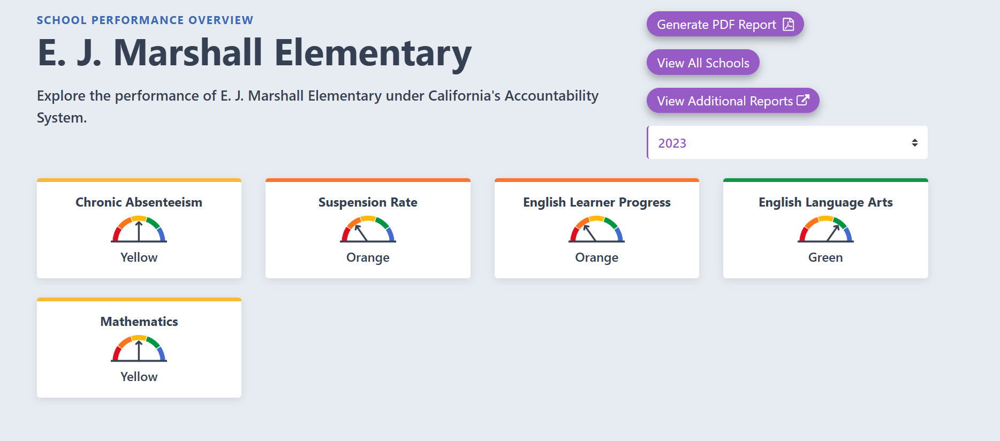 SCHOOL PERFORMANCE OVERVIEW
E. J. Marshall Elementary
Explore the performance of E. J. Marshall Elementary under California's Accountability
System.
Generate PDF Report
View All Schools
View Additional Reports
2023
Chronic Absenteeism
Yellow
Suspension Rate
Orange
English Learner Progress
Orange
English Language Arts
Green
Mathematics
Yellow